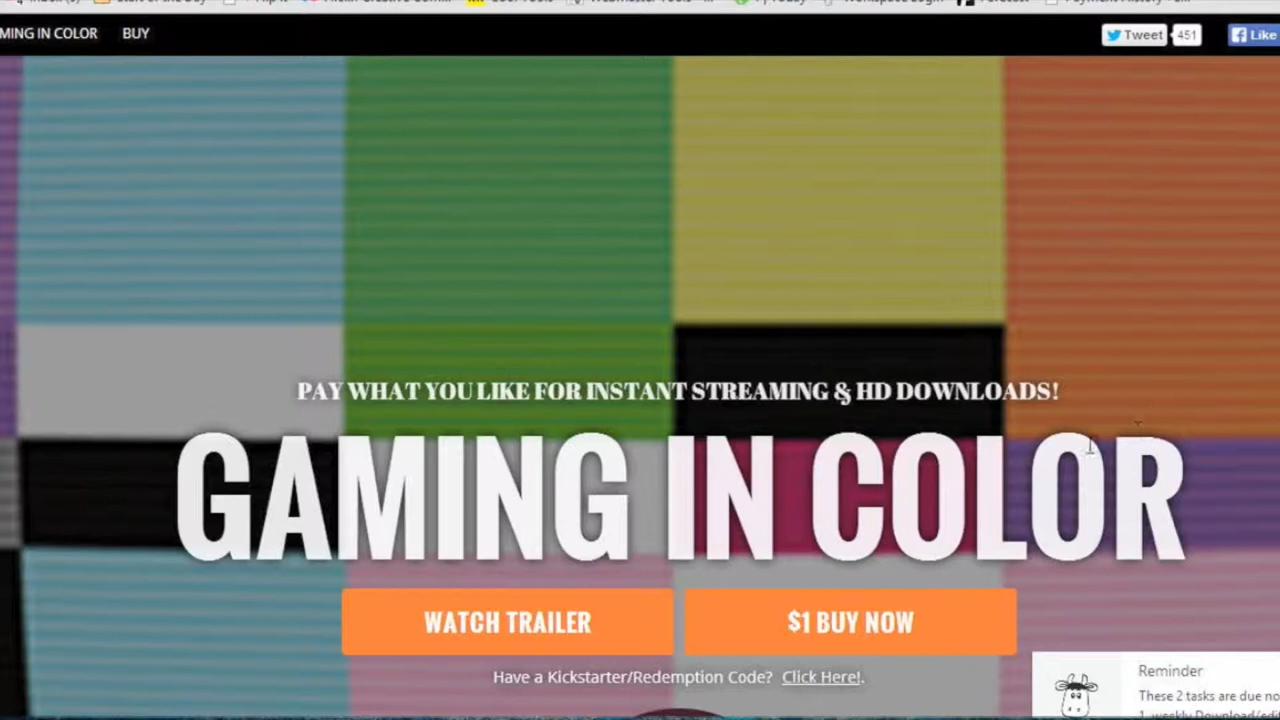 MING IN COLOR
BUY
Tweet
451
Like
PAY WHAT YOU LIKE FOR INSTANT STREAMING & HD DOWNLOADS!
GAMING IN COLOR
WATCH TRAILER
$1 BUY NOW
Have a Kickstarter/Redemption Code? Click Here!.
Reminder
These 2 tasks are due no